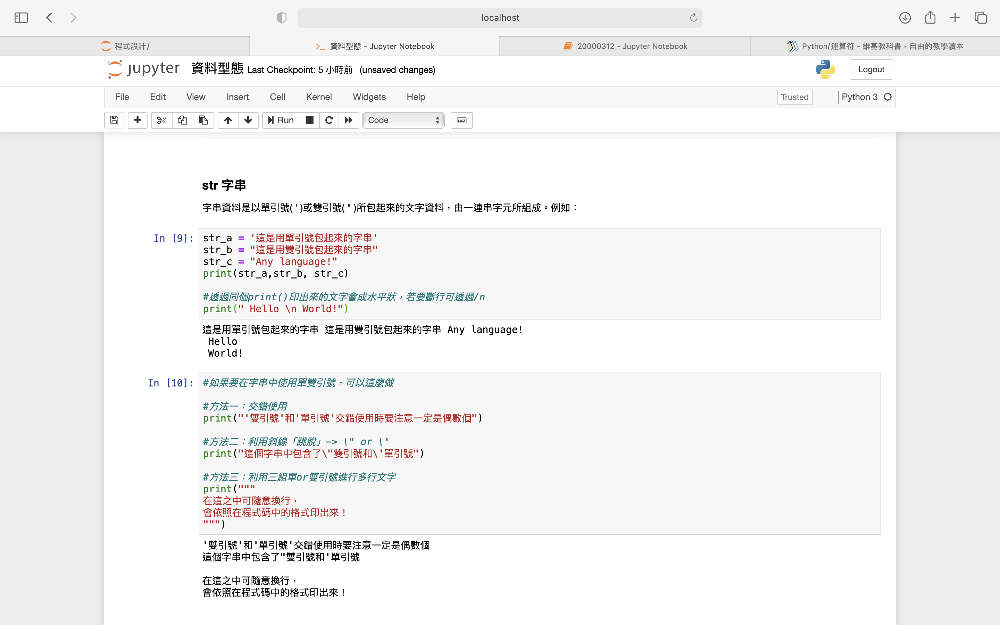 localhost
程式設計/
資料型態 - Jupyter Notebook
20000312 - Jupyter Notebook
Python/運算符 - 維基教科書，自由的教學讀本
jupyter 資料型態 Last Checkpoint: 5 小時前 (unsaved changes)
Logout
File Edit View Insert Cell Kernel Widgets Help
Trusted
Python 3
Run
Code
str 字串
字串資料是以單引號(')或雙引號(")所包起來的文字資料，由一連串字元所組成。例如：
In [9]:
str_a = '這是用單引號包起來的字串'
str_b = "這是用雙引號包起來的字串"
str_c = "Any language!"
print(str_a,str_b, str_c)
#透過同個print()印出來的文字會成水平狀，若要斷行可透過/n
print(" Hello \n World!")
這是用單引號包起來的字串 這是用雙引號包起來的字串 Any language!
Hello
World!
In [10]:
#如果要在字串中使用單雙引號，可以這麼做
#方法一：交錯使用
print("'雙引號'和'單引號'交錯使用時要注意一定是偶數個")
#方法二：利用斜線「跳脫」—> \" or \'
print("這個字串中包含了\"雙引號和\'單引號")
#方法三：利用三組單or雙引號進行多行文字
print("""
在這之中可隨意換行，
會依照在程式碼中的格式印出來！
""")
'雙引號'和'單引號'交錯使用時要注意一定是偶數個
這個字串中包含了"雙引號和'單引號
在這之中可隨意換行，
會依照在程式碼中的格式印出來！